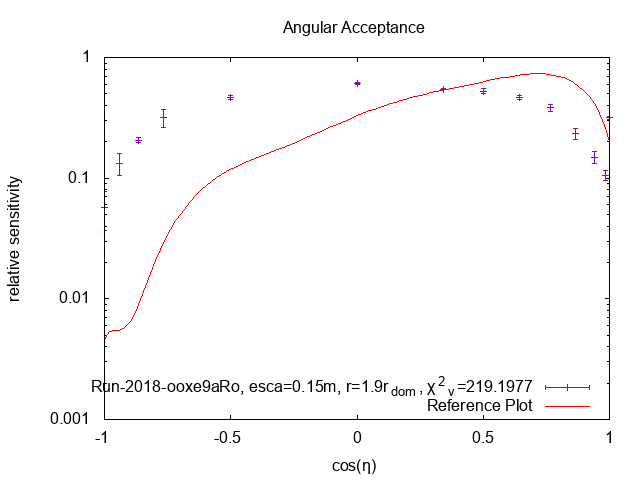 Angular Acceptance
relative sensitivity
1
0.1
0.01
0.001
-1
-0.5
0
0.5
1
cos(η)
Run-2018-ooxe9aRo, esca=0.15m, r=1.9r_dom, χ²_v=219.1977
Reference Plot